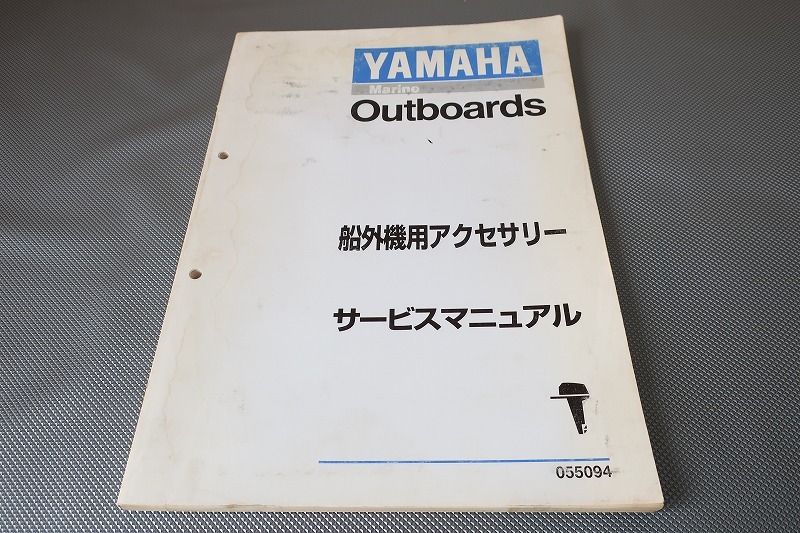 YAMAHA
Marine
Outboards
船外機用アクセサリー
サービスマニュアル
055094